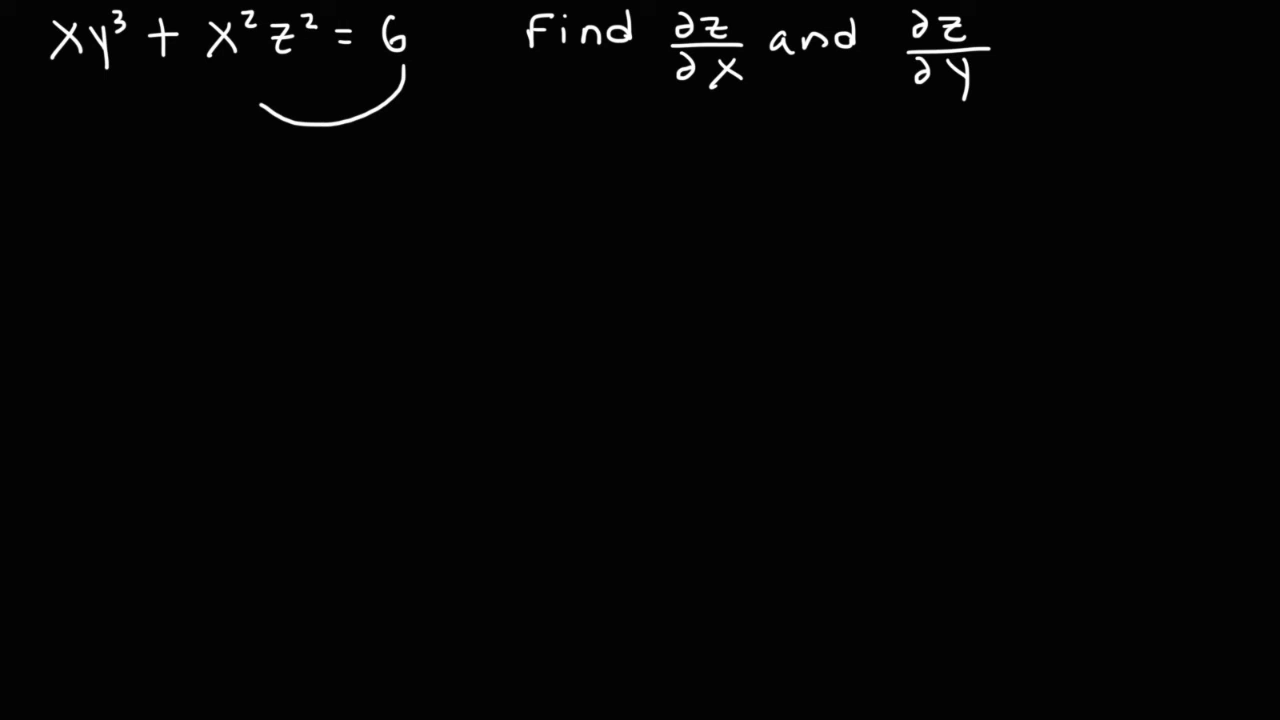 xy³ + x²z² = 6 Find ∂z/∂x and ∂z/∂y